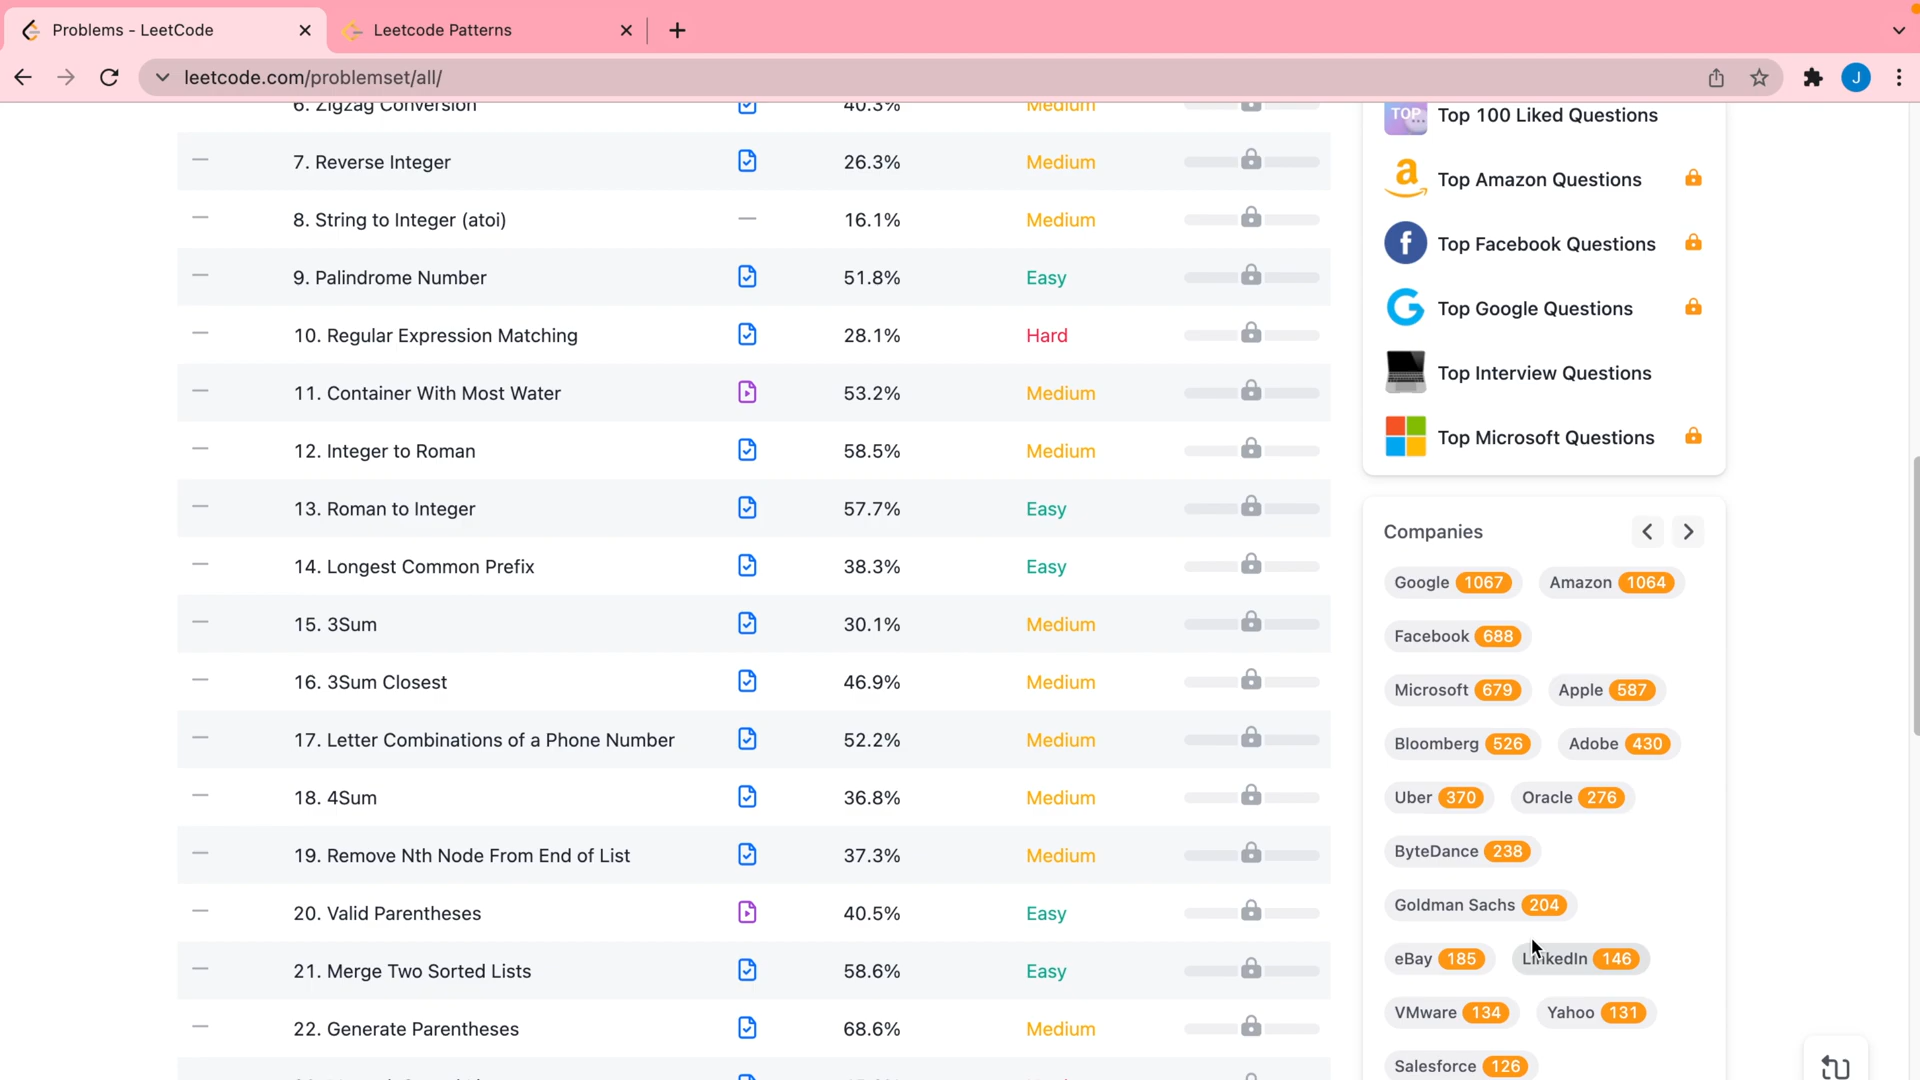 Problems - LeetCode
Leetcode Patterns
J
leetcode.com/problemset/all/
6. Zigzag Conversion 40.3% Medium
7. Reverse Integer 26.3% Medium
8. String to Integer (atoi) 16.1% Medium
9. Palindrome Number 51.8% Easy
10. Regular Expression Matching 28.1% Hard
11. Container With Most Water 53.2% Medium
12. Integer to Roman 58.5% Medium
13. Roman to Integer 57.7% Easy
14. Longest Common Prefix 38.3% Easy
15. 3Sum 30.1% Medium
16. 3Sum Closest 46.9% Medium
17. Letter Combinations of a Phone Number 52.2% Medium
18. 4Sum 36.8% Medium
19. Remove Nth Node From End of List 37.3% Medium
20. Valid Parentheses 40.5% Easy
21. Merge Two Sorted Lists 58.6% Easy
22. Generate Parentheses 68.6% Medium
TOP Top 100 Liked Questions
a Top Amazon Questions
f Top Facebook Questions
G Top Google Questions
Top Interview Questions
Top Microsoft Questions
Companies
Google 1067 Amazon 1064
Facebook 688
Microsoft 679 Apple 587
Bloomberg 526 Adobe 430
Uber 370 Oracle 276
ByteDance 238
Goldman Sachs 204
eBay 185 LinkedIn 146
VMware 134 Yahoo 131
Salesforce 126